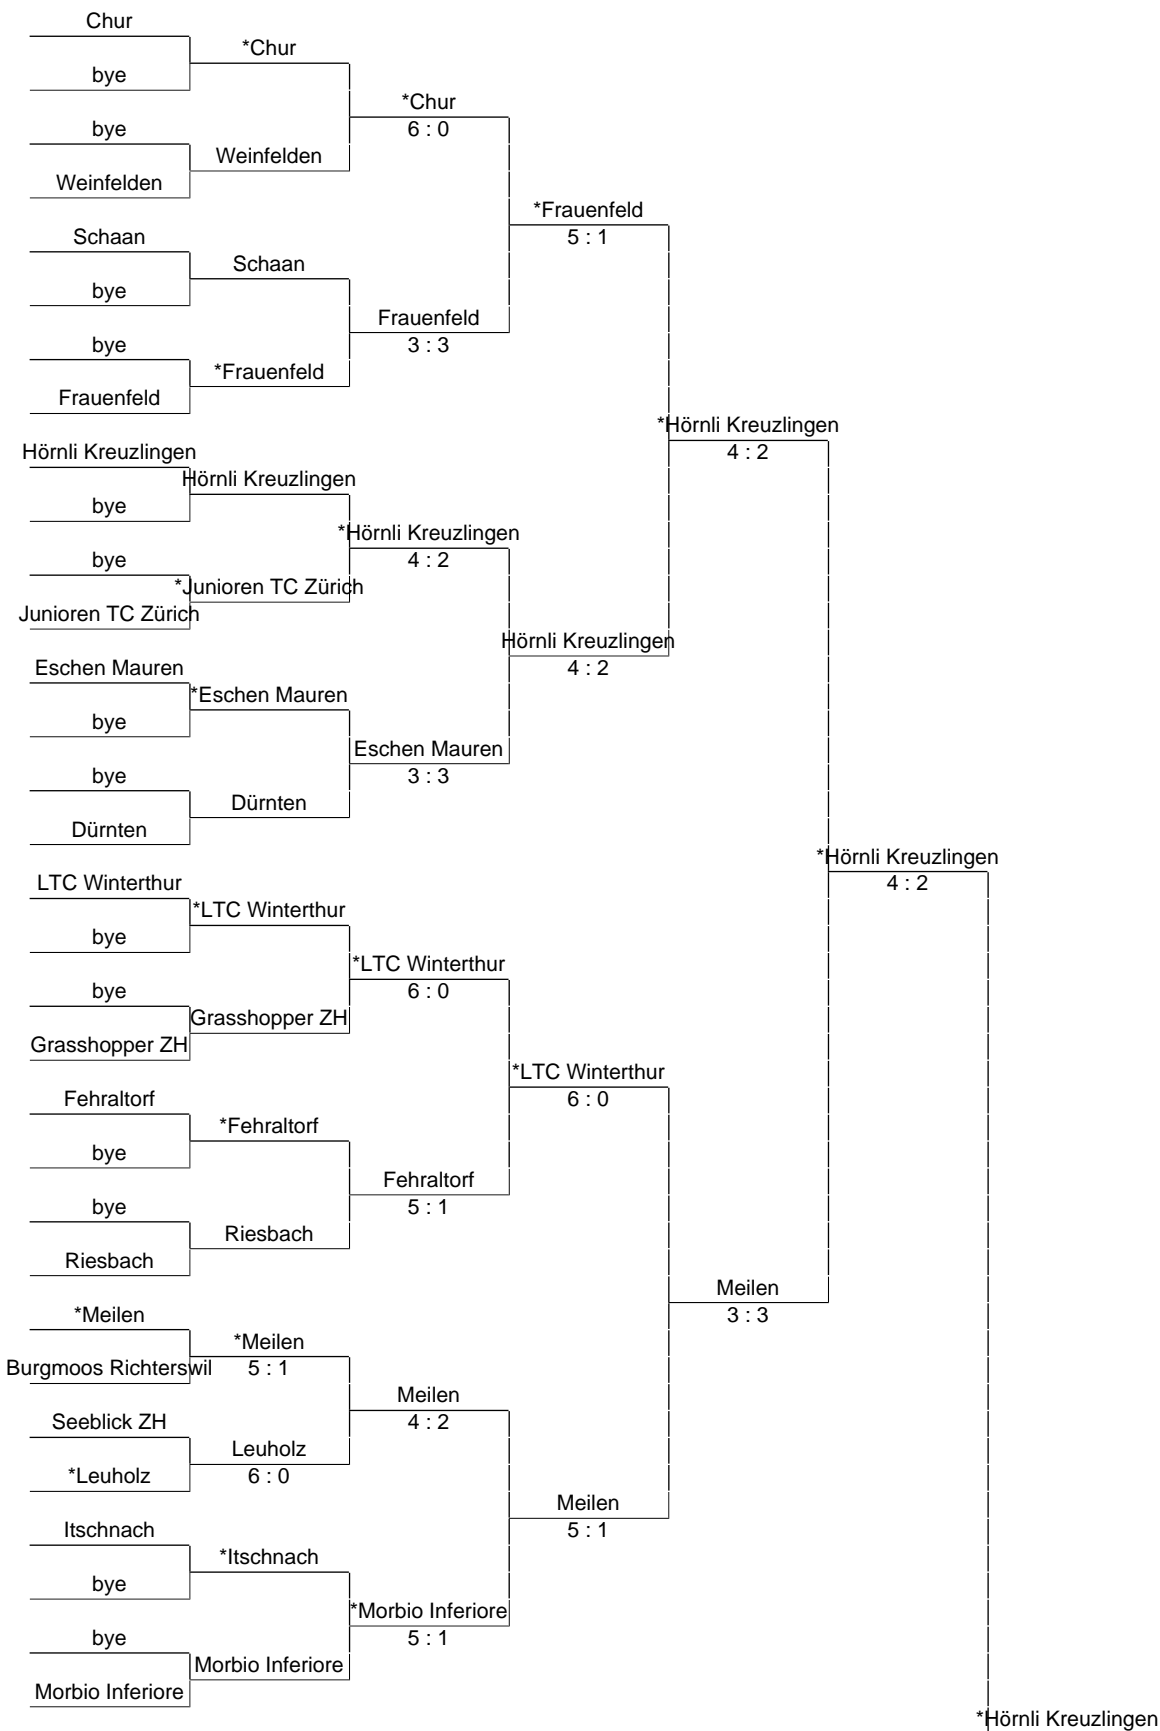 Chur
*Chur
bye
*Chur
6 : 0
bye
Weinfelden
Weinfelden
*Frauenfeld
5 : 1
Schaan
Schaan
bye
Frauenfeld
3 : 3
bye
*Frauenfeld
Frauenfeld
*Hörnli Kreuzlingen
4 : 2
Hörnli Kreuzlingen
Hörnli Kreuzlingen
bye
*Hörnli Kreuzlingen
4 : 2
bye
*Junioren TC Zürich
Junioren TC Zürich
Hörnli Kreuzlingen
4 : 2
Eschen Mauren
*Eschen Mauren
bye
Eschen Mauren
3 : 3
bye
Dürnten
Dürnten
*Hörnli Kreuzlingen
4 : 2
LTC Winterthur
*LTC Winterthur
bye
*LTC Winterthur
6 : 0
bye
Grasshopper ZH
Grasshopper ZH
*LTC Winterthur
6 : 0
Fehraltorf
*Fehraltorf
bye
Fehraltorf
5 : 1
bye
Riesbach
Riesbach
Meilen
3 : 3
*Meilen
*Meilen
5 : 1
Burgmoos Richterswil
Meilen
4 : 2
Seeblick ZH
Leuholz
6 : 0
*Leuholz
Meilen
5 : 1
Itschnach
*Itschnach
bye
*Morbio Inferiore
5 : 1
bye
Morbio Inferiore
Morbio Inferiore
*Hörnli Kreuzlingen